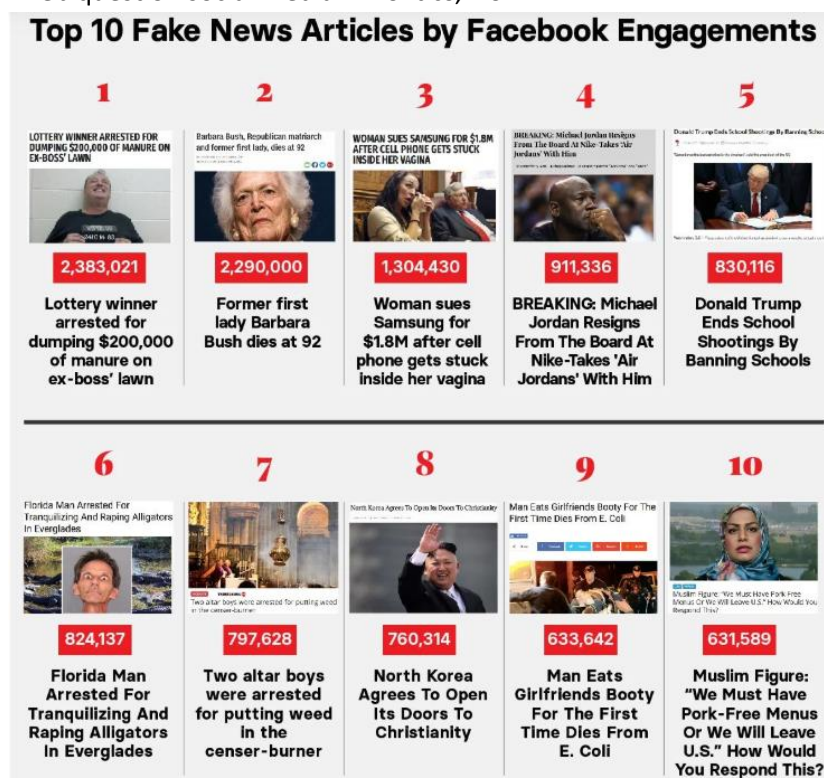 Top 10 Fake News Articles by Facebook Engagements
1
2
3
4
5
LOTTERY WINNER ARRESTED FOR
DUMPING $200,000 OF MANURE ON
EX-BOSS' LAWN
Barbara Bush, Republican matriarch
and former first lady, dies at 92
WOMAN SUES SAMSUNG FOR $1.8M
AFTER CELL PHONE GETS STUCK
INSIDE HER VAGINA
BREAKING: Michael Jordan Resigns
From The Board At Nike-Takes 'Air
Jordans' With Him
Donald Trump Ends School Shootings By Banning
2,383,021
2,290,000
1,304,430
911,336
830,116
Lottery winner
arrested for
dumping $200,000
of manure on
ex-boss' lawn
Former first
lady Barbara
Bush dies at 92
Woman sues
Samsung for
$1.8M after cell
phone gets stuck
inside her vagina
BREAKING: Michael
Jordan Resigns
From The Board At
Nike-Takes 'Air
Jordans' With Him
Donald Trump
Ends School
Shootings By
Banning Schools
6
7
8
9
10
Florida Man Arrested For
Tranquilizing And Raping Alligators
In Everglades
Two altar boys were arrested for putting weed
in the censer-burner
North Korea Agrees To Open Its Doors To Christianity
Man Eats Girlfriends Booty For The
First Time Dies From E. Coli
Muslim Figure: "We Must Have Pork-Free
Menus Or We Will Leave U.S." How Would You
Respond This?
824,137
797,628
760,314
633,642
631,589
Florida Man
Arrested For
Tranquilizing And
Raping Alligators
In Everglades
Two altar boys
were arrested
for putting weed
in the
censer-burner
North Korea
Agrees To Open
Its Doors To
Christianity
Man Eats
Girlfriends Booty
For The First
Time Dies From
E. Coli
Muslim Figure:
"We Must Have
Pork-Free Menus
Or We Will Leave
U.S." How Would
You Respond This?